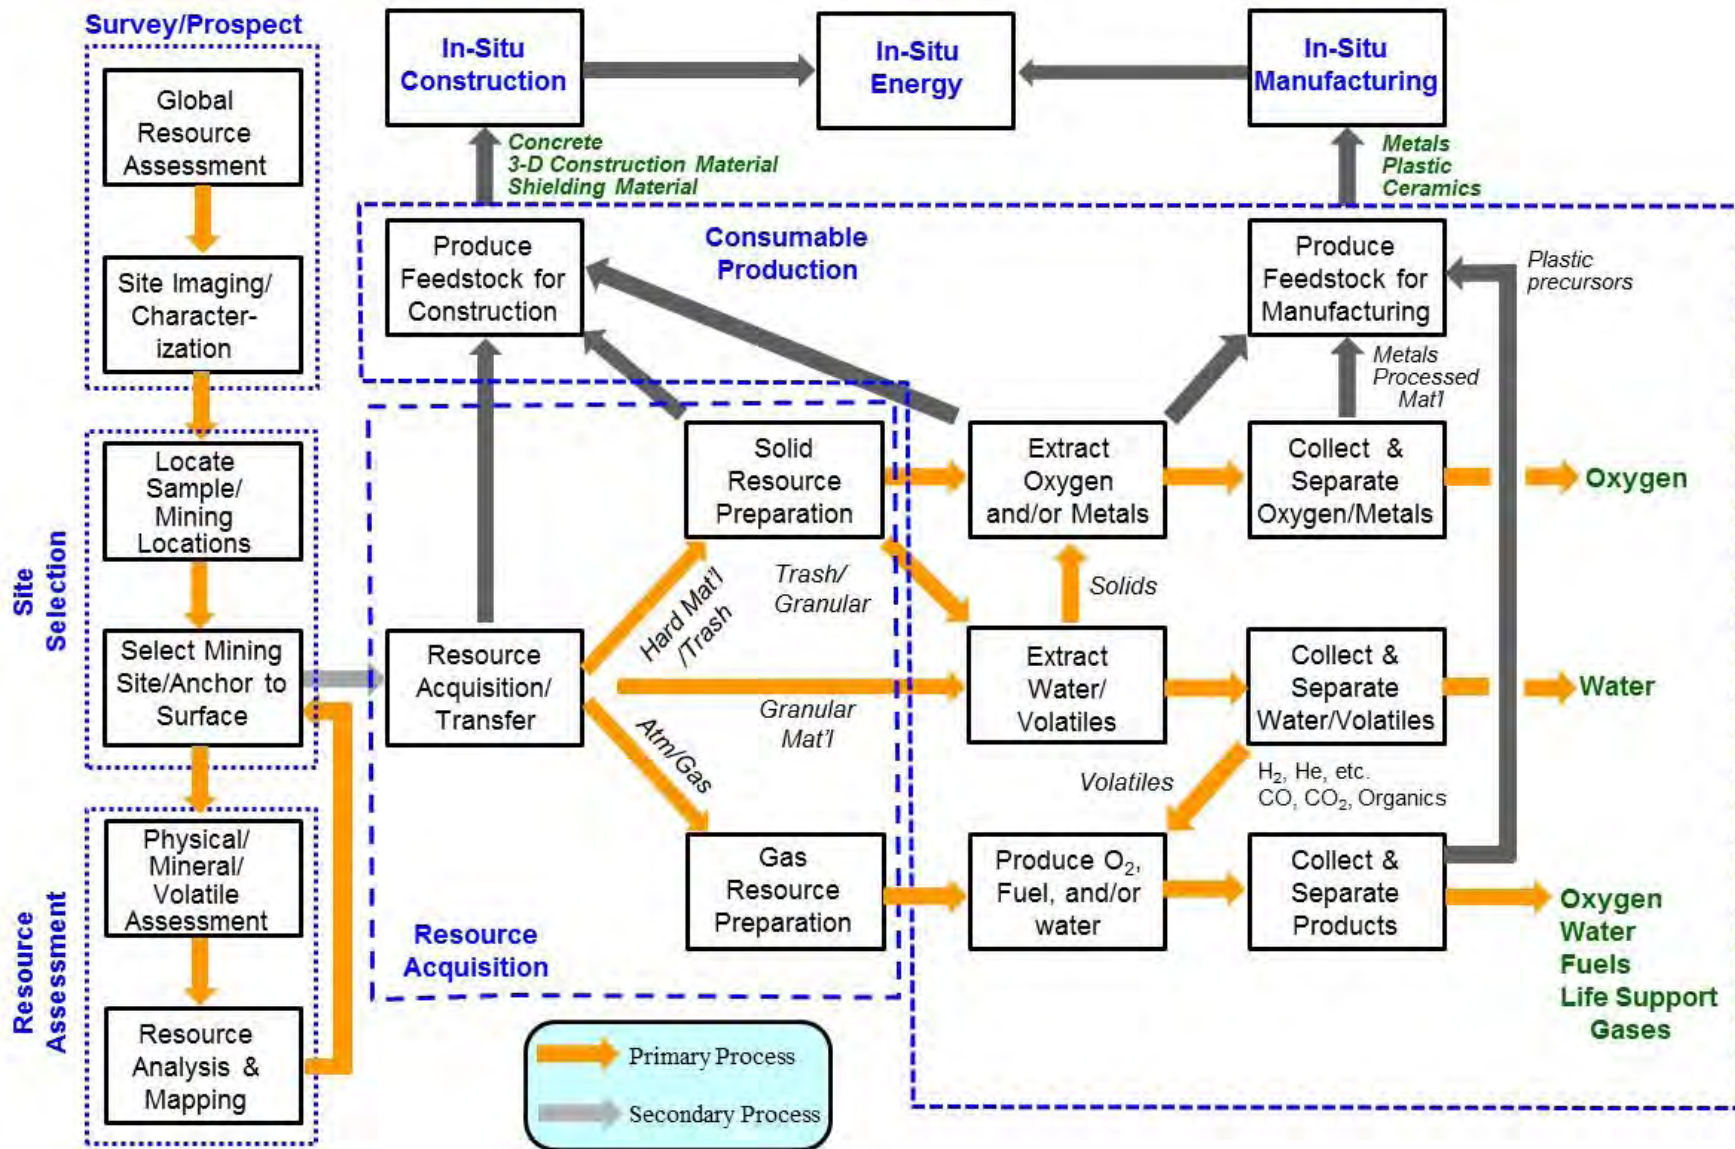 Survey/Prospect
Global
Resource
Assessment
Site Imaging/
Character-
ization
Site
Selection
Locate
Sample/
Mining
Locations
Select Mining
Site/Anchor to
Surface
Resource
Assessment
Physical/
Mineral/
Volatile
Assessment
Resource
Analysis &
Mapping
In-Situ
Construction
In-Situ
Energy
In-Situ
Manufacturing
Concrete
3-D Construction Material
Shielding Material
Metals
Plastic
Ceramics
Consumable
Production
Produce
Feedstock for
Construction
Produce
Feedstock for
Manufacturing
Plastic
precursors
Metals
Processed
Mat'l
Solid
Resource
Preparation
Extract
Oxygen
and/or Metals
Collect &
Separate
Oxygen/Metals
Oxygen
Hard Mat'l
/Trash
Trash/
Granular
Solids
Resource
Acquisition/
Transfer
Granular
Mat'l
Extract
Water/
Volatiles
Collect &
Separate
Water/Volatiles
Water
Atm/Gas
Volatiles
H₂, He, etc.
CO, CO₂, Organics
Gas
Resource
Preparation
Produce O₂,
Fuel, and/or
water
Collect &
Separate
Products
Oxygen
Water
Fuels
Life Support
Gases
Resource
Acquisition
Primary Process
Secondary Process